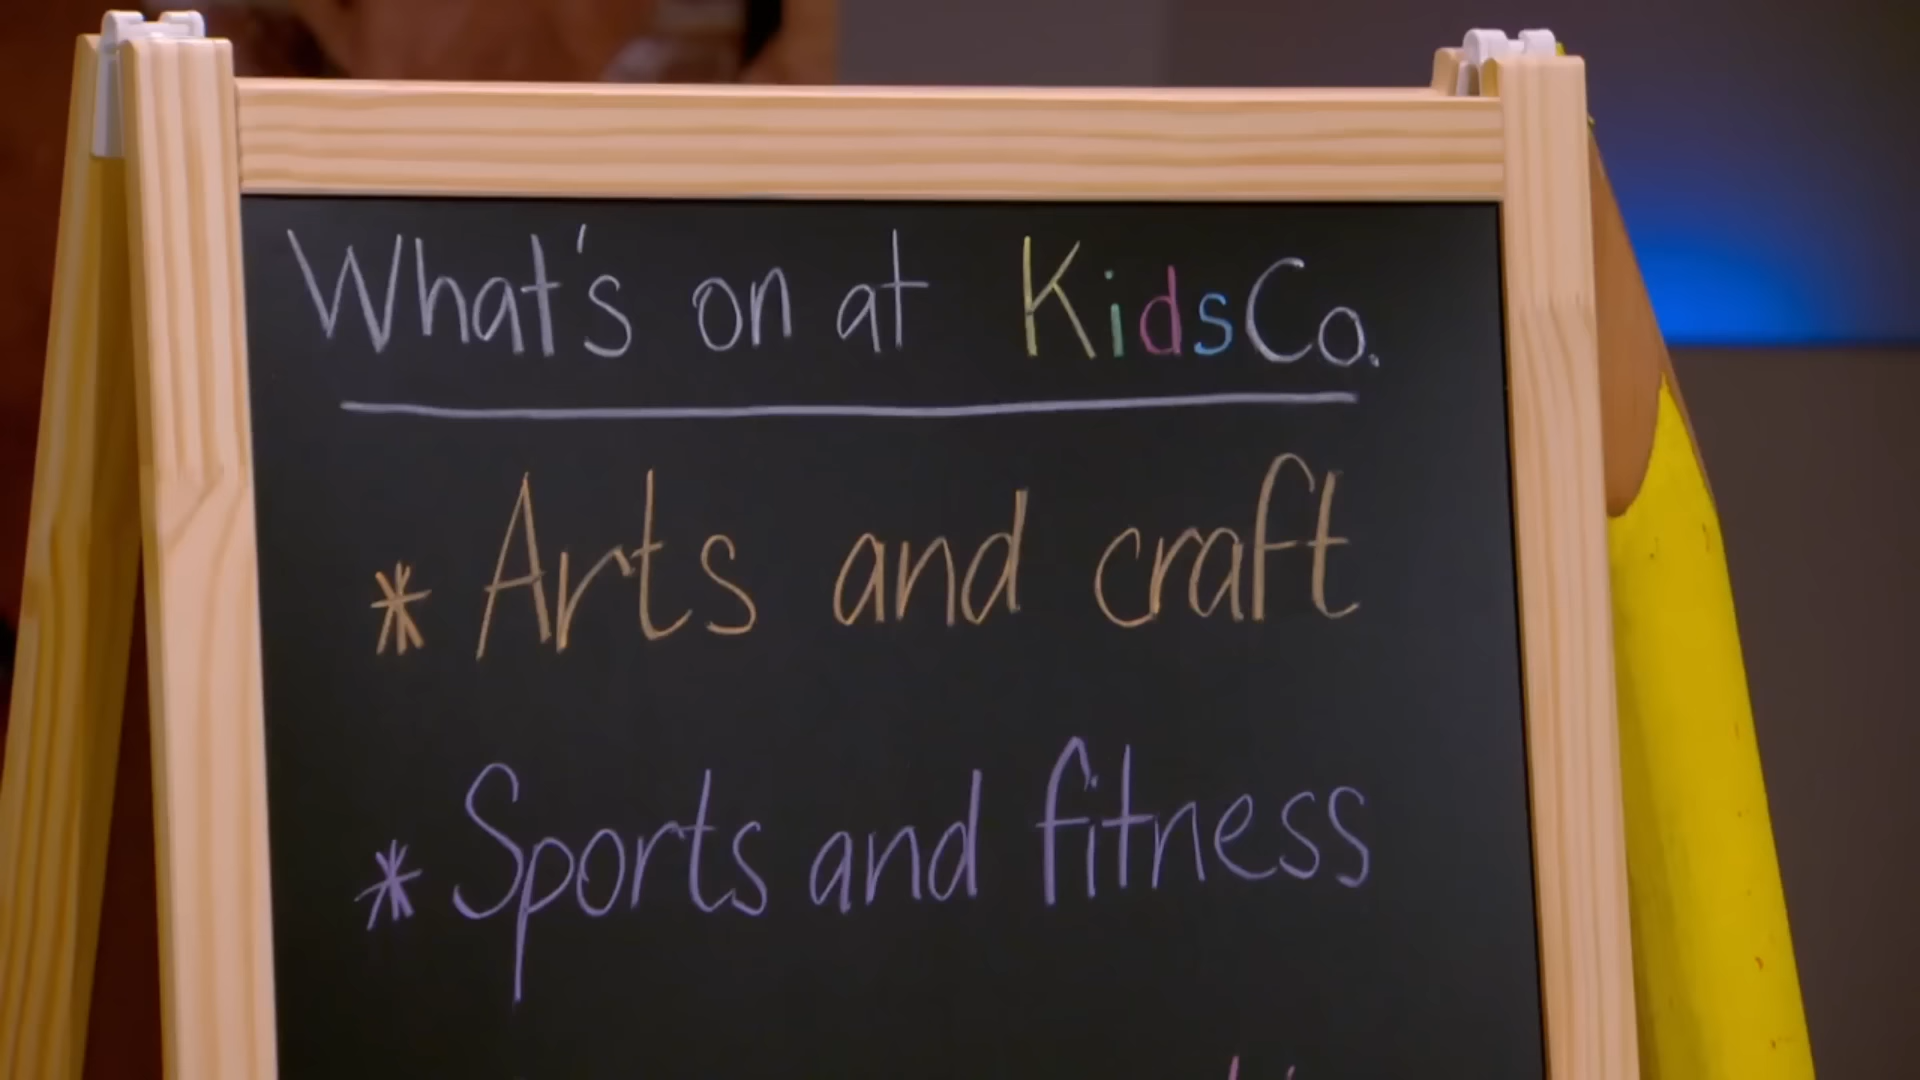 What's on at KidsCo.
* Arts and craft
* Sports and fitness